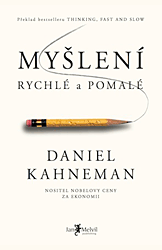 Překlad bestselleru THINKING, FAST AND SLOW
MYŠLENÍ
RYCHLÉ a POMALÉ
DANIEL
KAHNEMAN
NOSITEL NOBELOVY CENY
ZA EKONOMII
Jan
Melvil